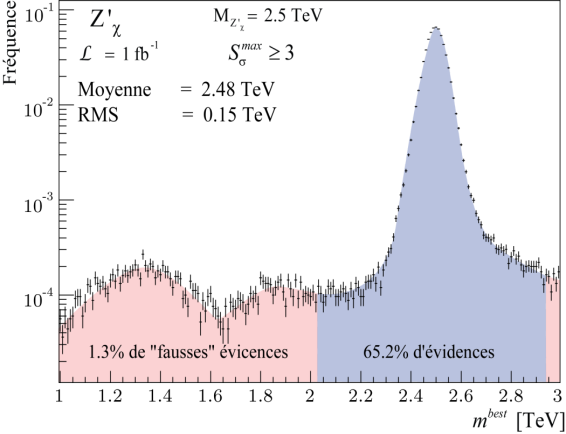 Fréquence
10⁻¹
10⁻²
10⁻³
10⁻⁴
Z'χ
M_Z'χ = 2.5 TeV
ℒ = 1 fb⁻¹
S_σ^max ≥ 3
Moyenne = 2.48 TeV
RMS = 0.15 TeV
1.3% de "fausses" évicences
65.2% d'évidences
1 1.2 1.4 1.6 1.8 2 2.2 2.4 2.6 2.8 3
m^best [TeV]